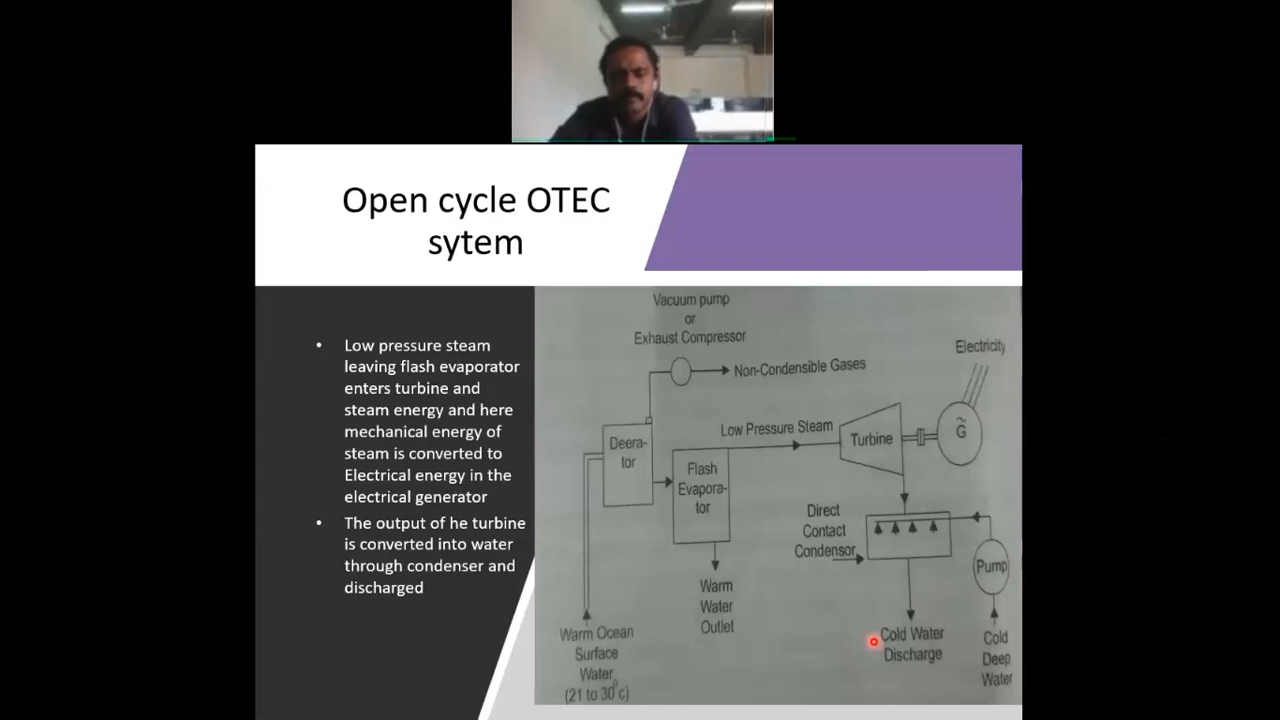 Open cycle OTEC
sytem
• Low pressure steam
leaving flash evaporator
enters turbine and
steam energy and here
mechanical energy of
steam is converted to
Electrical energy in the
electrical generator
• The output of he turbine
is converted into water
through condenser and
discharged
Vacuum pump
or
Exhaust Compressor
Non-Condensible Gases
Electricity
Deera-
tor
Low Pressure Steam
Turbine
G
Flash
Evapora-
tor
Direct
Contact
Condensor
Pump
Warm
Water
Outlet
Warm Ocean
Surface
Water
(21 to 30°c)
Cold Water
Discharge
Cold
Deep
Water